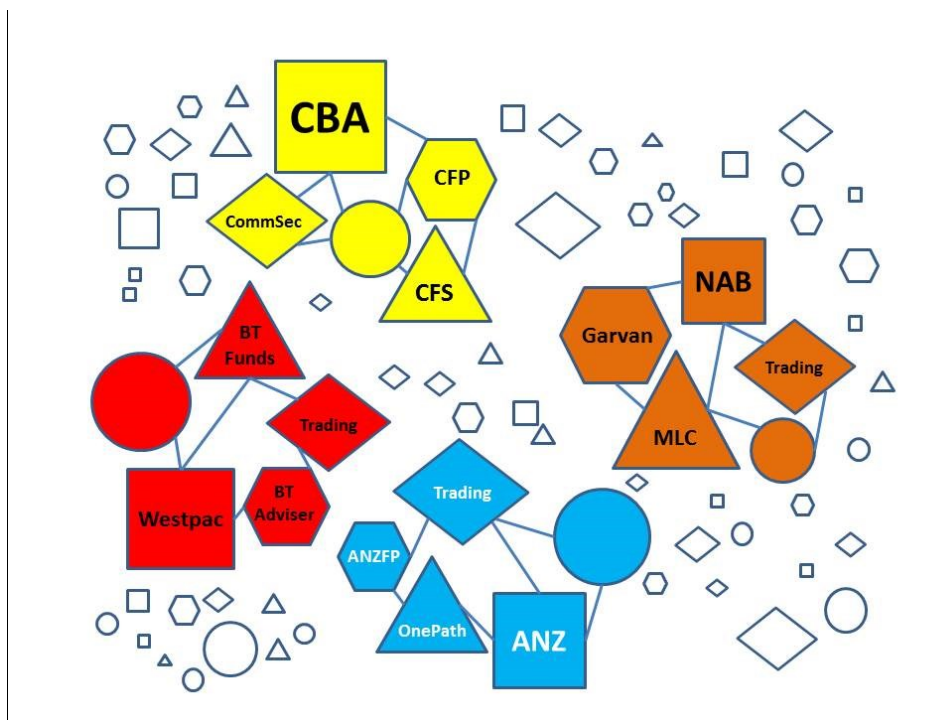 CBA
CFP
CommSec
CFS
NAB
Garvan
Trading
MLC
BT
Funds
Trading
Westpac
BT
Adviser
Trading
ANZFP
OnePath
ANZ